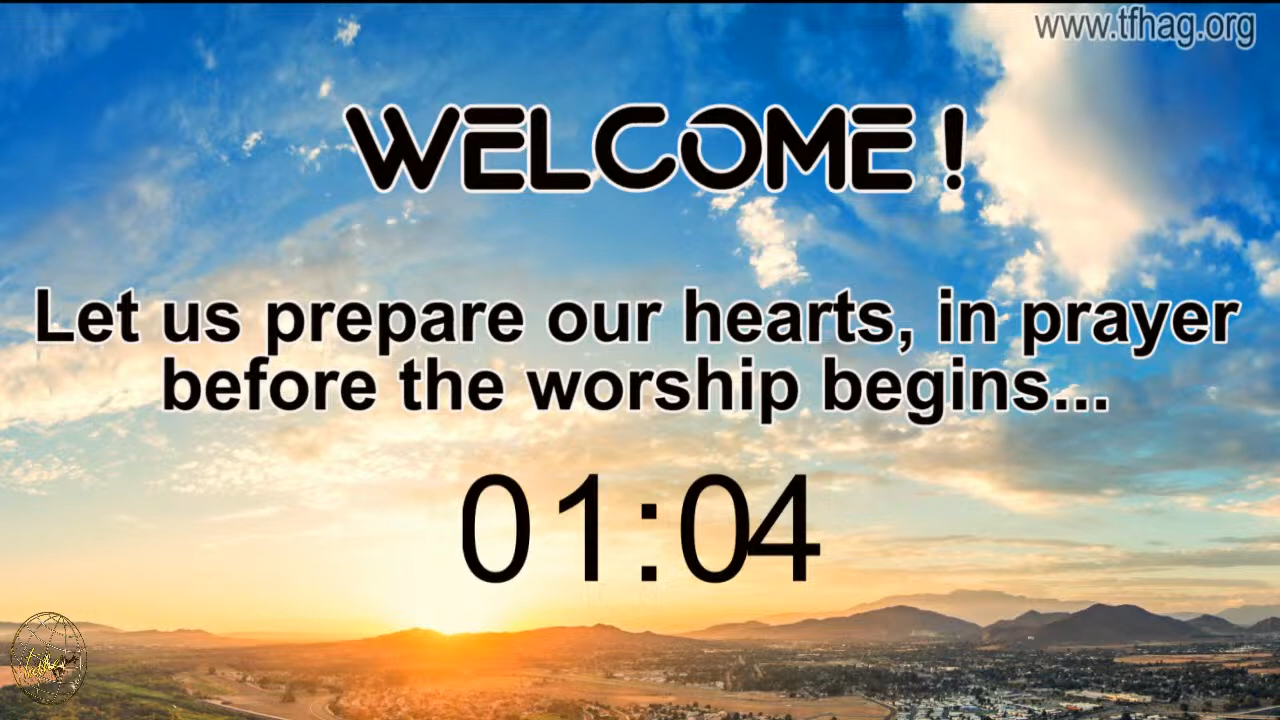 www.tfhag.org
WELCOME !
Let us prepare our hearts, in prayer
before the worship begins...
01:04